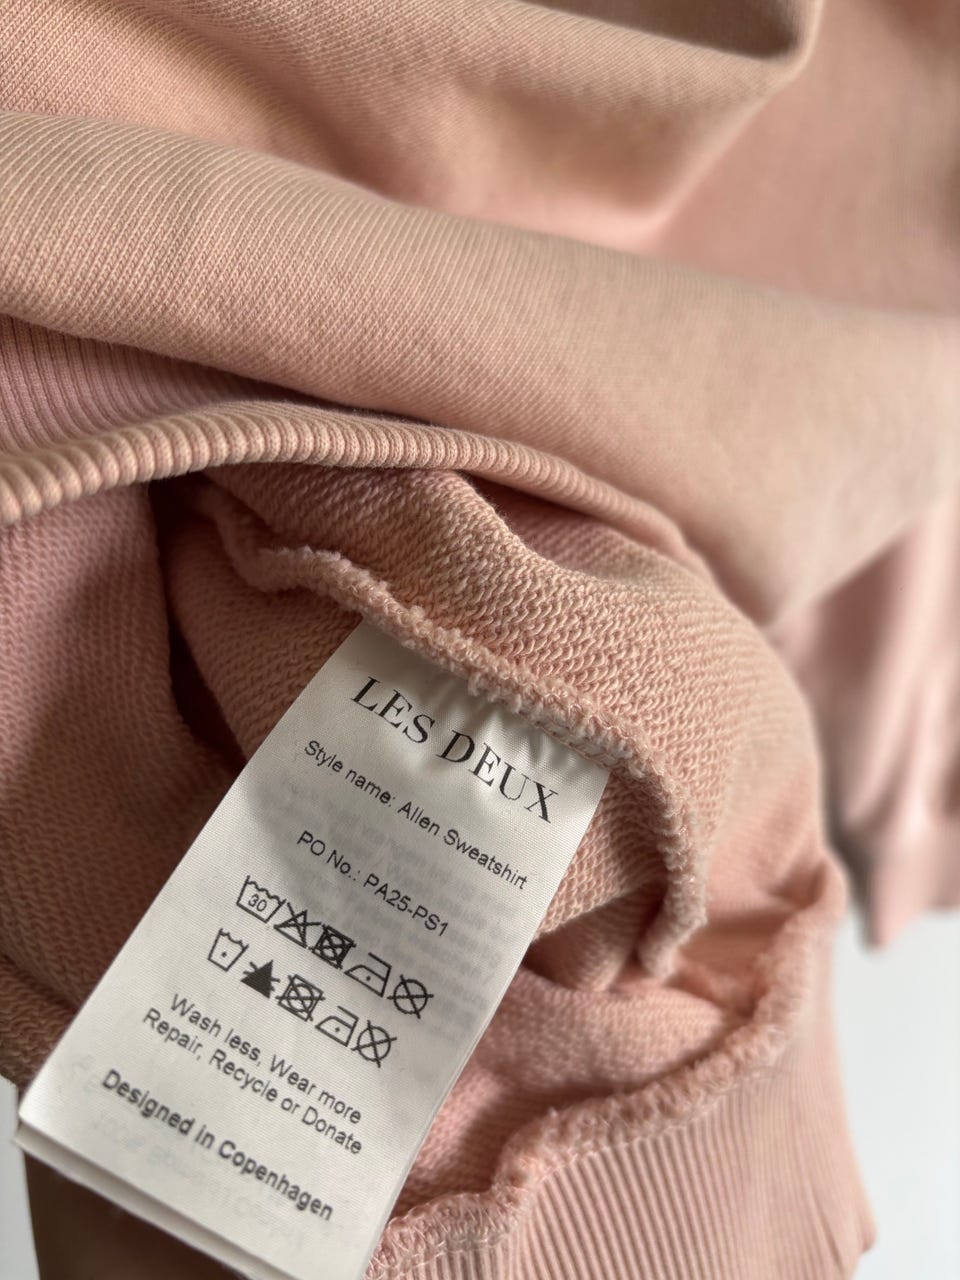 LES DEUX
Style name: Allen Sweatshirt
PO No.: PA25-PS1
30
Wash less, Wear more
Repair, Recycle or Donate
Designed in Copenhagen